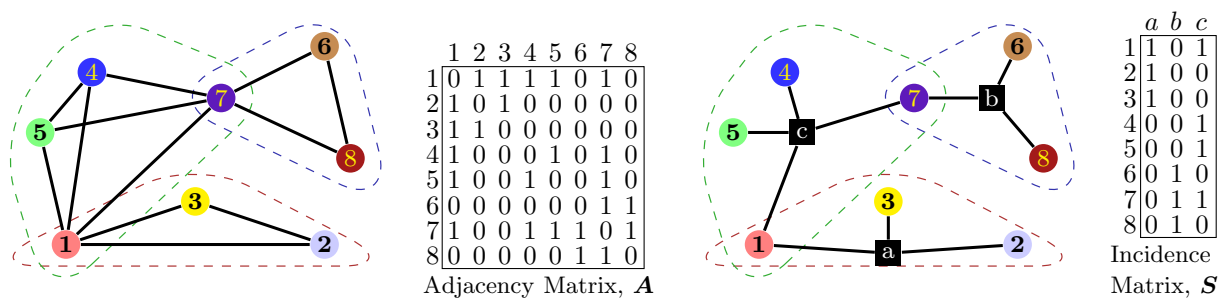 6
4
7
5
8
3
1
2
1 2 3 4 5 6 7 8
1 0 1 1 1 1 0 1 0
2 1 0 1 0 0 0 0 0
3 1 1 0 0 0 0 0 0
4 1 0 0 0 1 0 1 0
5 1 0 0 1 0 0 1 0
6 0 0 0 0 0 0 1 1
7 1 0 0 1 1 1 0 1
8 0 0 0 0 0 1 1 0
Adjacency Matrix, A
6
4
7
b
5
c
8
3
1
a
2
a b c
1 1 0 1
2 1 0 0
3 1 0 0
4 0 0 1
5 0 0 1
6 0 1 0
7 0 1 1
8 0 1 0
Incidence
Matrix, S